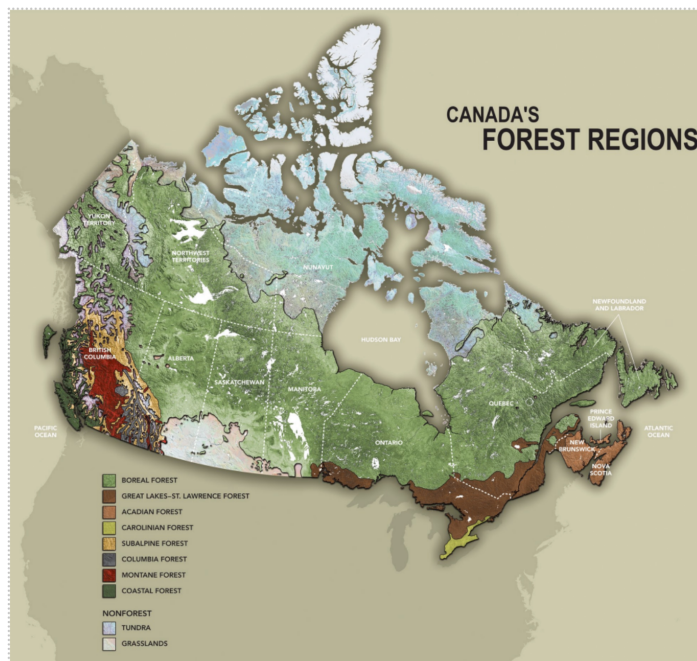 CANADA'S
FOREST REGIONS
YUKON
TERRITORY
NORTHWEST
TERRITORIES
NUNAVUT
NEWFOUNDLAND
AND LABRADOR
HUDSON BAY
BRITISH
COLUMBIA
ALBERTA
SASKATCHEWAN
MANITOBA
ONTARIO
QUEBEC
PRINCE
EDWARD
ISLAND
PACIFIC
OCEAN
ATLANTIC
OCEAN
NEW
BRUNSWICK
NOVA
SCOTIA
BOREAL FOREST
GREAT LAKES–ST. LAWRENCE FOREST
ACADIAN FOREST
CAROLINIAN FOREST
SUBALPINE FOREST
COLUMBIA FOREST
MONTANE FOREST
COASTAL FOREST
NONFOREST
TUNDRA
GRASSLANDS